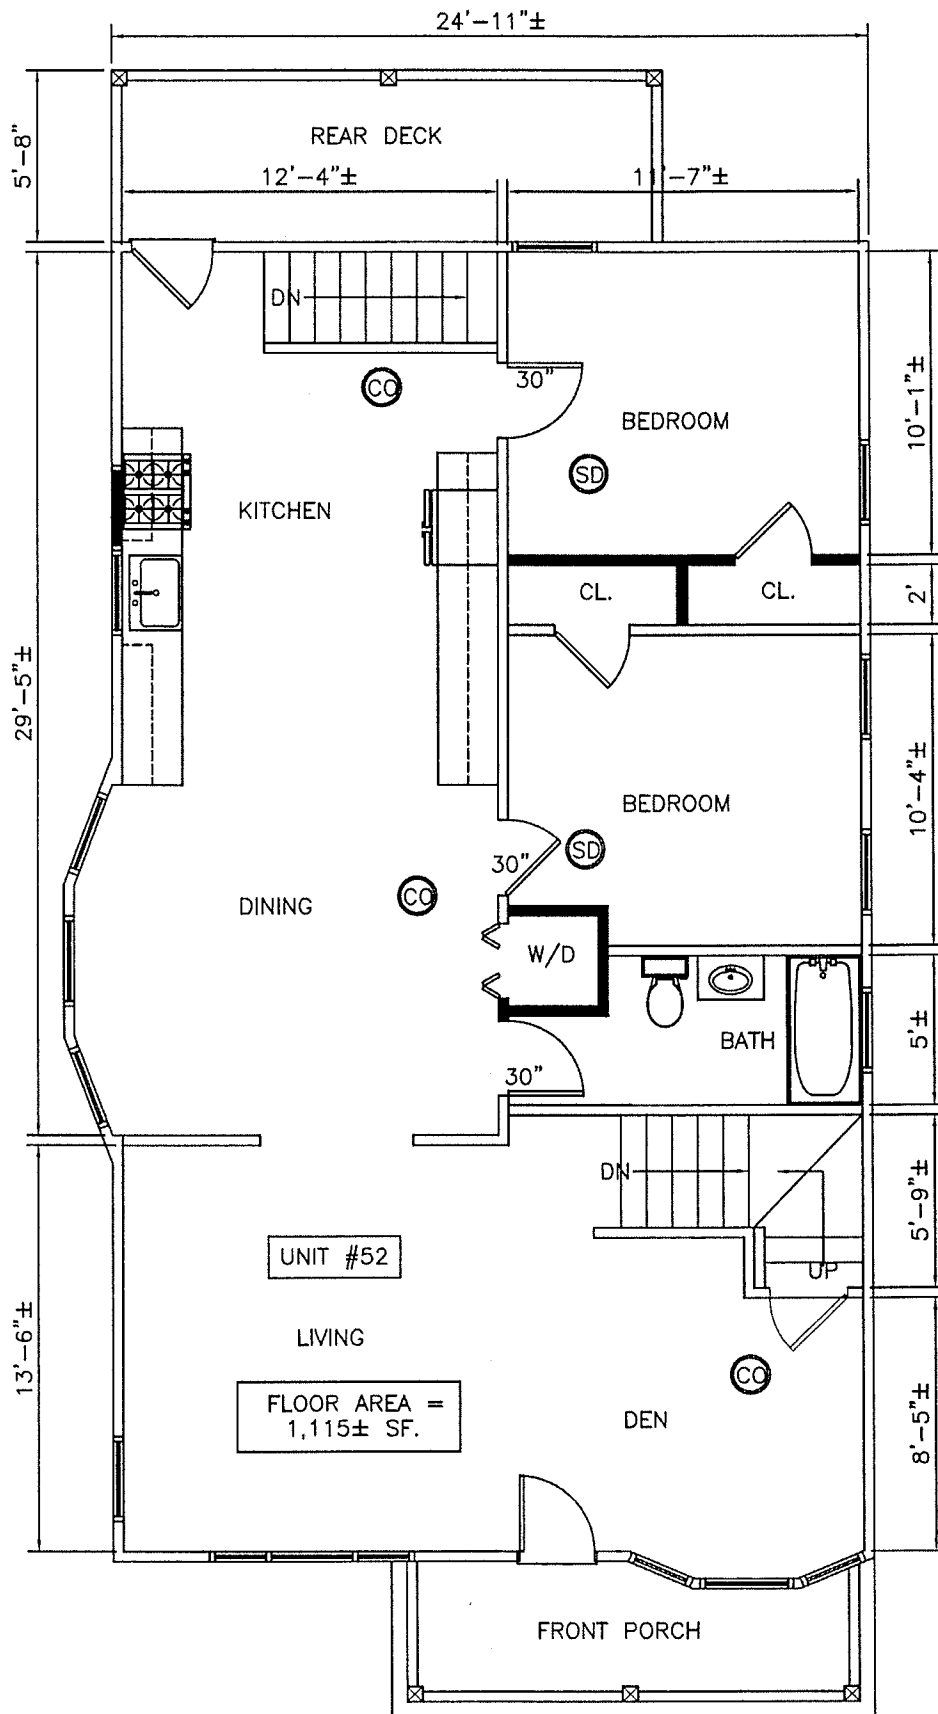 24'-11"±
5'-8"
REAR DECK
12'-4"±
11'-7"±
DN
CO
30"
BEDROOM
10'-1"±
SD
KITCHEN
CL.
CL.
2'
29'-5"±
BEDROOM
10'-4"±
SD
30"
CO
DINING
W/D
BATH
5'±
30"
DN
UP
5'-9"±
UNIT #52
LIVING
13'-6"±
FLOOR AREA =
1,115± SF.
CO
DEN
8'-5"±
FRONT PORCH